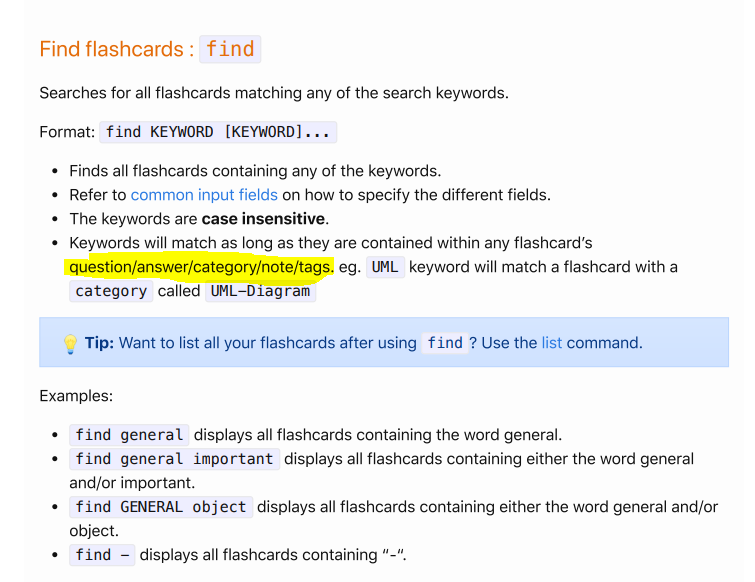 Find flashcards : find
Searches for all flashcards matching any of the search keywords.
Format: find KEYWORD [KEYWORD]...
• Finds all flashcards containing any of the keywords.
• Refer to common input fields on how to specify the different fields.
• The keywords are case insensitive.
• Keywords will match as long as they are contained within any flashcard’s
question/answer/category/note/tags. eg. UML keyword will match a flashcard with a
category called UML-Diagram
Tip: Want to list all your flashcards after using find ? Use the list command.
Examples:
• find general displays all flashcards containing the word general.
• find general important displays all flashcards containing either the word general
and/or important.
• find GENERAL object displays all flashcards containing either the word general and/or
object.
• find - displays all flashcards containing “-“.